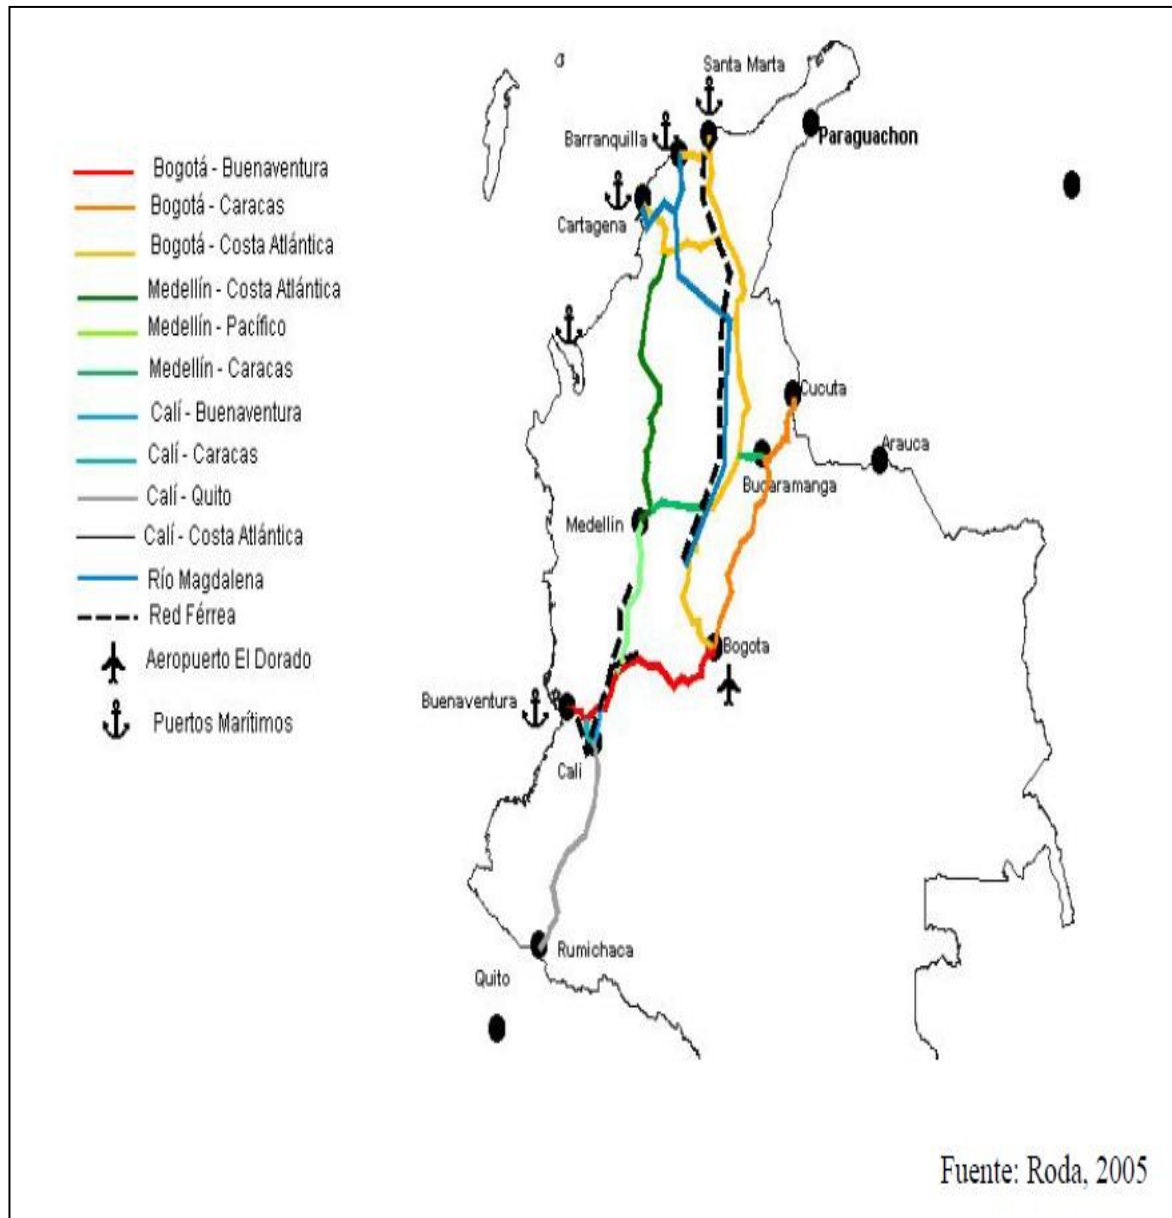 Bogotá - Buenaventura
Bogotá - Caracas
Bogotá - Costa Atlántica
Medellín - Costa Atlántica
Medellín - Pacífico
Medellín - Caracas
Calí - Buenaventura
Calí - Caracas
Calí - Quito
Calí - Costa Atlántica
Río Magdalena
Red Férrea
Aeropuerto El Dorado
Puertos Marítimos
Santa Marta
Barranquilla
Paraguachon
Cartagena
Cucuta
Arauca
Bucaramanga
Medellín
Bogota
Buenaventura
Cali
Rumichaca
Quito
Fuente: Roda, 2005